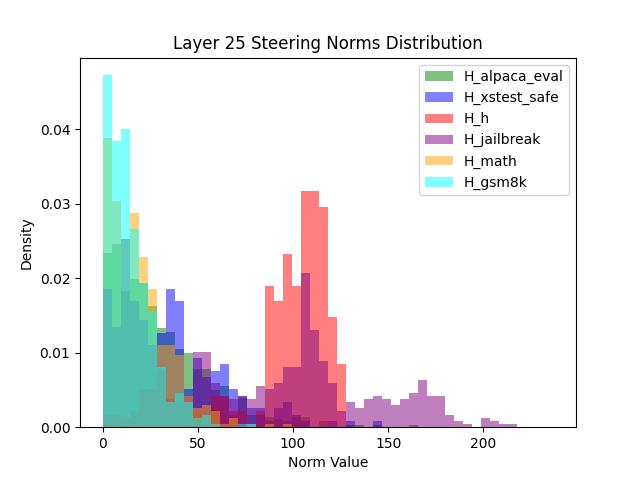 Layer 25 Steering Norms Distribution
H_alpaca_eval
H_xstest_safe
H_h
H_jailbreak
H_math
H_gsm8k
Density
0.04
0.03
0.02
0.01
0.00
0
50
100
150
200
Norm Value